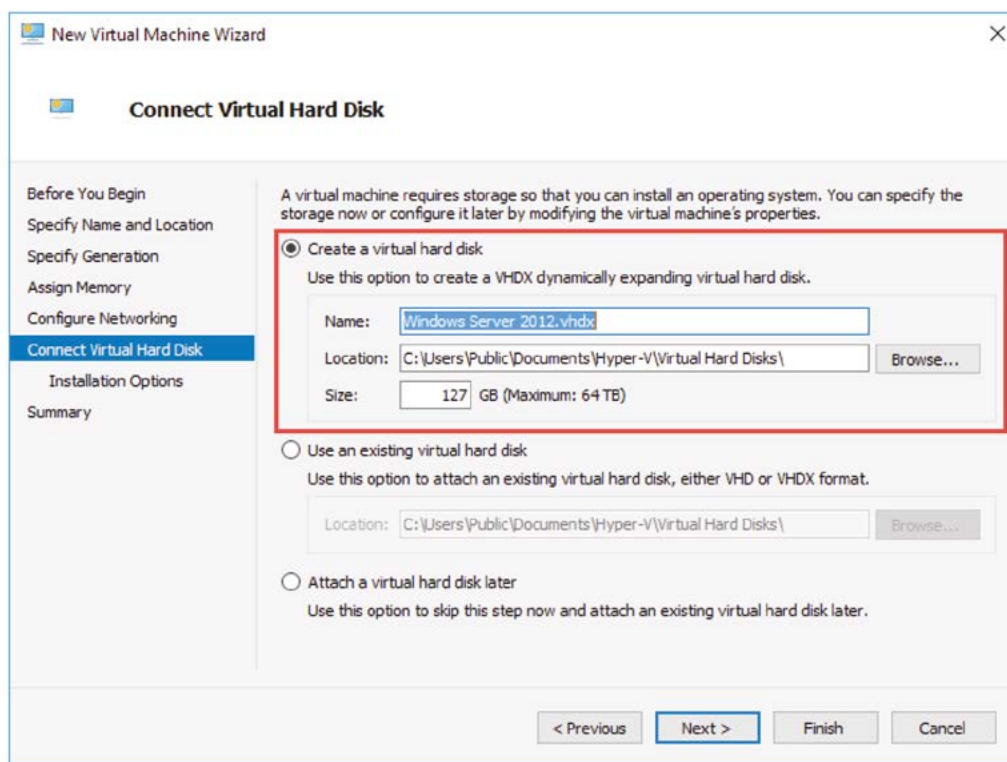 New Virtual Machine Wizard
Connect Virtual Hard Disk
Before You Begin
Specify Name and Location
Specify Generation
Assign Memory
Configure Networking
Connect Virtual Hard Disk
Installation Options
Summary
A virtual machine requires storage so that you can install an operating system. You can specify the
storage now or configure it later by modifying the virtual machine's properties.
Create a virtual hard disk
Use this option to create a VHDX dynamically expanding virtual hard disk.
Name: Windows Server 2012.vhdx
Location: C:\Users\Public\Documents\Hyper-V\Virtual Hard Disks\ Browse...
Size: 127 GB (Maximum: 64 TB)
Use an existing virtual hard disk
Use this option to attach an existing virtual hard disk, either VHD or VHDX format.
Location: C:\Users\Public\Documents\Hyper-V\Virtual Hard Disks\ Browse...
Attach a virtual hard disk later
Use this option to skip this step now and attach an existing virtual hard disk later.
< Previous Next > Finish Cancel